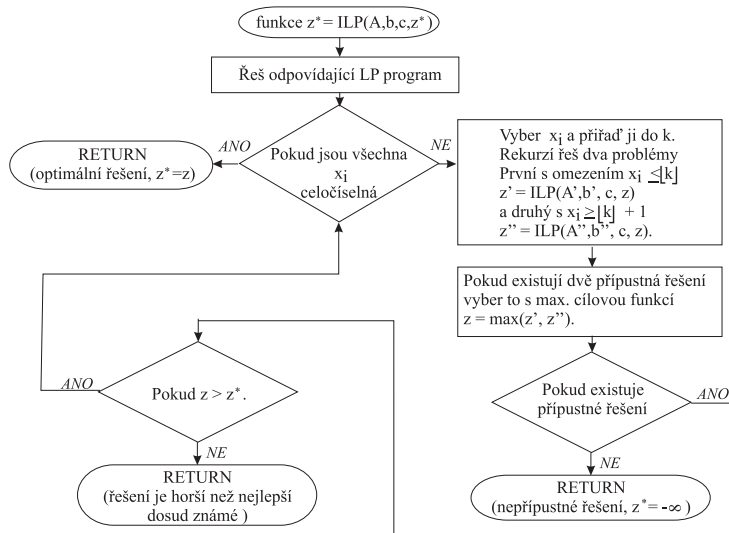 funkce z*= ILP(A,b,c,z*)
Řeš odpovídající LP program
Pokud jsou všechna
xi
celočíselná
ANO
NE
RETURN
(optimální řešení, z*=z)
Vyber xi a přiřaď ji do k.
Rekurzí řeš dva problémy
První s omezením xi ≤⌊k⌋
z’ = ILP(A’,b’, c, z)
a druhý s xi ≥⌊k⌋ + 1
z’’ = ILP(A’’,b’’, c, z).
Pokud existují dvě přípustná řešení
vyber to s max. cílovou funkcí
z = max(z’, z’’).
Pokud existuje
přípustné řešení
ANO
NE
RETURN
(nepřípustné řešení, z*= -∞ )
Pokud z > z*.
ANO
NE
RETURN
(řešení je horší než nejlepší
dosud známé )